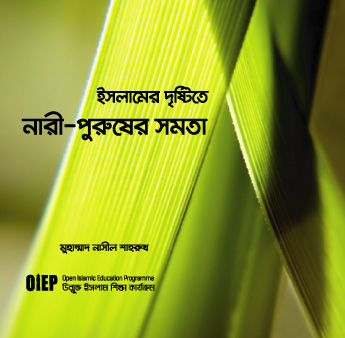 ইসলামের দৃষ্টিতে
নারী-পুরুষের সমতা
মুহাম্মাদ নাসীল শাহরুখ
OIEP Open Islamic Education Programme
উন্মুক্ত ইসলাম শিক্ষা কার্যক্রম